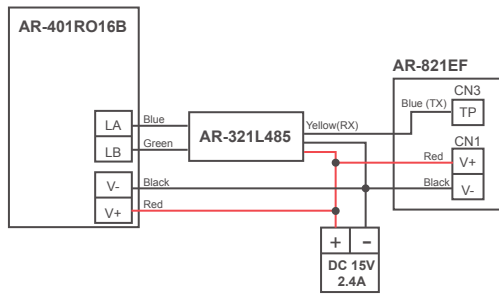 AR-401RO16B
AR-821EF
CN3
Blue (TX)
TP
LA
Blue
AR-321L485
Yellow(RX)
LB
Green
CN1
Red
V+
V-
Black
Black
V-
V+
Red
+
−
DC 15V
2.4A